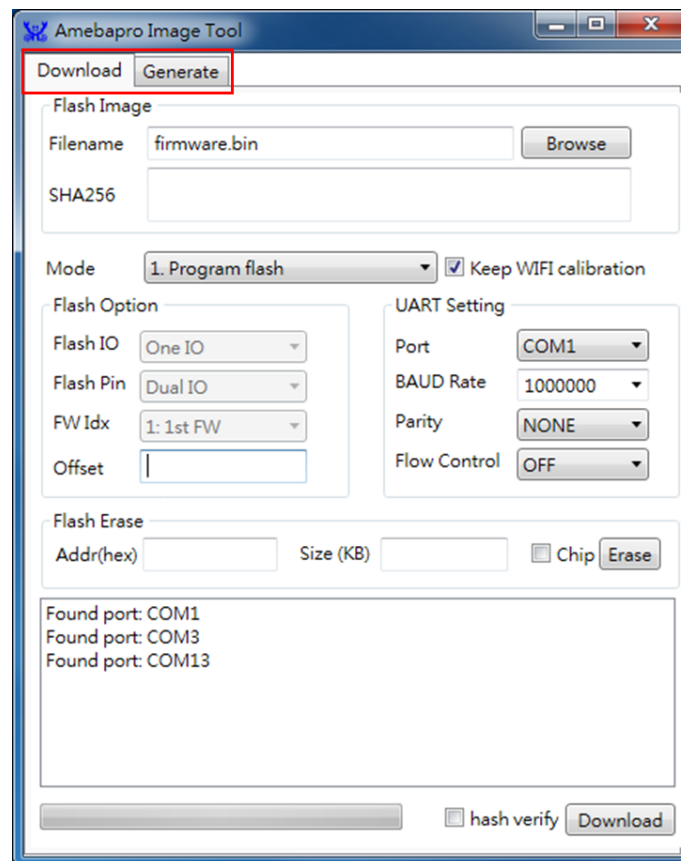 Amebapro Image Tool
Download Generate
Flash Image
Filename firmware.bin Browse
SHA256
Mode 1. Program flash Keep WIFI calibration
Flash Option UART Setting
Flash IO One IO Port COM1
Flash Pin Dual IO BAUD Rate 1000000
FW Idx 1: 1st FW Parity NONE
Offset Flow Control OFF
Flash Erase
Addr(hex) Size (KB) Chip Erase
Found port: COM1
Found port: COM3
Found port: COM13
hash verify Download